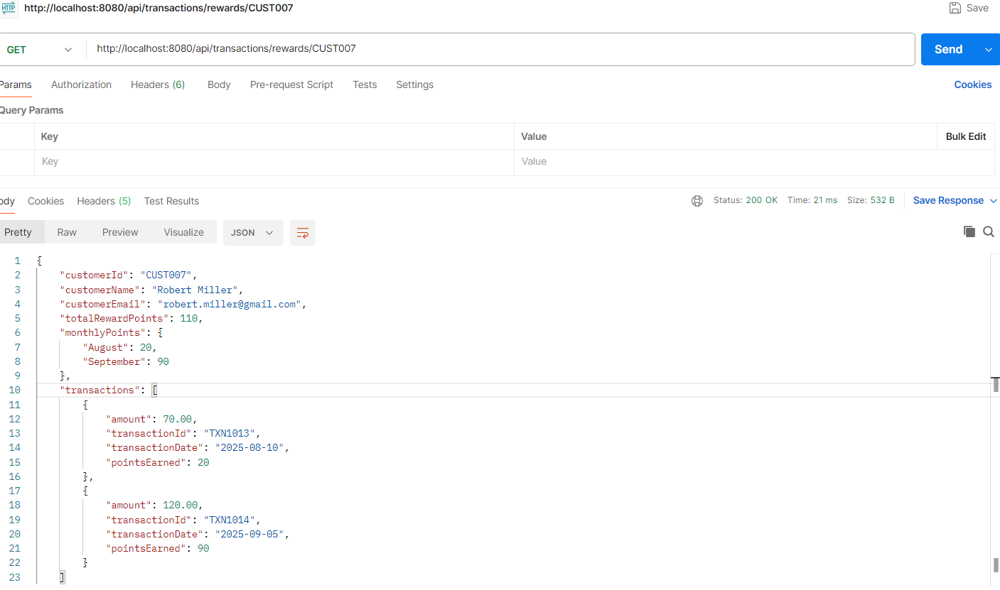 HTTP http://localhost:8080/api/transactions/rewards/CUST007 Save
GET http://localhost:8080/api/transactions/rewards/CUST007 Send
Params Authorization Headers (6) Body Pre-request Script Tests Settings Cookies
Query Params
Key Value Bulk Edit
Key Value
ody Cookies Headers (5) Test Results Status: 200 OK Time: 21 ms Size: 532 B Save Response
Pretty Raw Preview Visualize JSON
1 {
2 "customerId": "CUST007",
3 "customerName": "Robert Miller",
4 "customerEmail": "robert.miller@gmail.com",
5 "totalRewardPoints": 110,
6 "monthlyPoints": {
7 "August": 20,
8 "September": 90
9 },
10 "transactions": [
11 {
12 "amount": 70.00,
13 "transactionId": "TXN1013",
14 "transactionDate": "2025-08-10",
15 "pointsEarned": 20
16 },
17 {
18 "amount": 120.00,
19 "transactionId": "TXN1014",
20 "transactionDate": "2025-09-05",
21 "pointsEarned": 90
22 }
23 ]